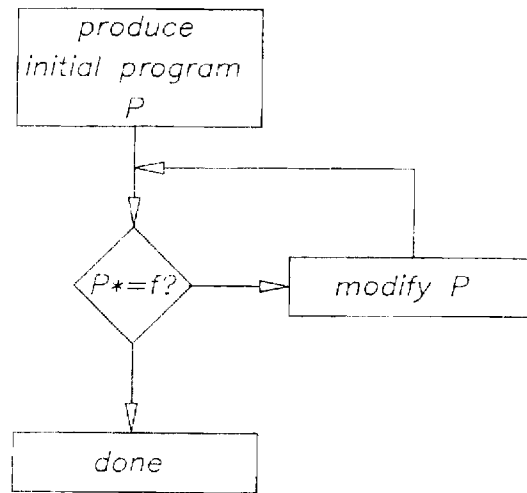 produce
initial program
P
P*=f?
modify P
done